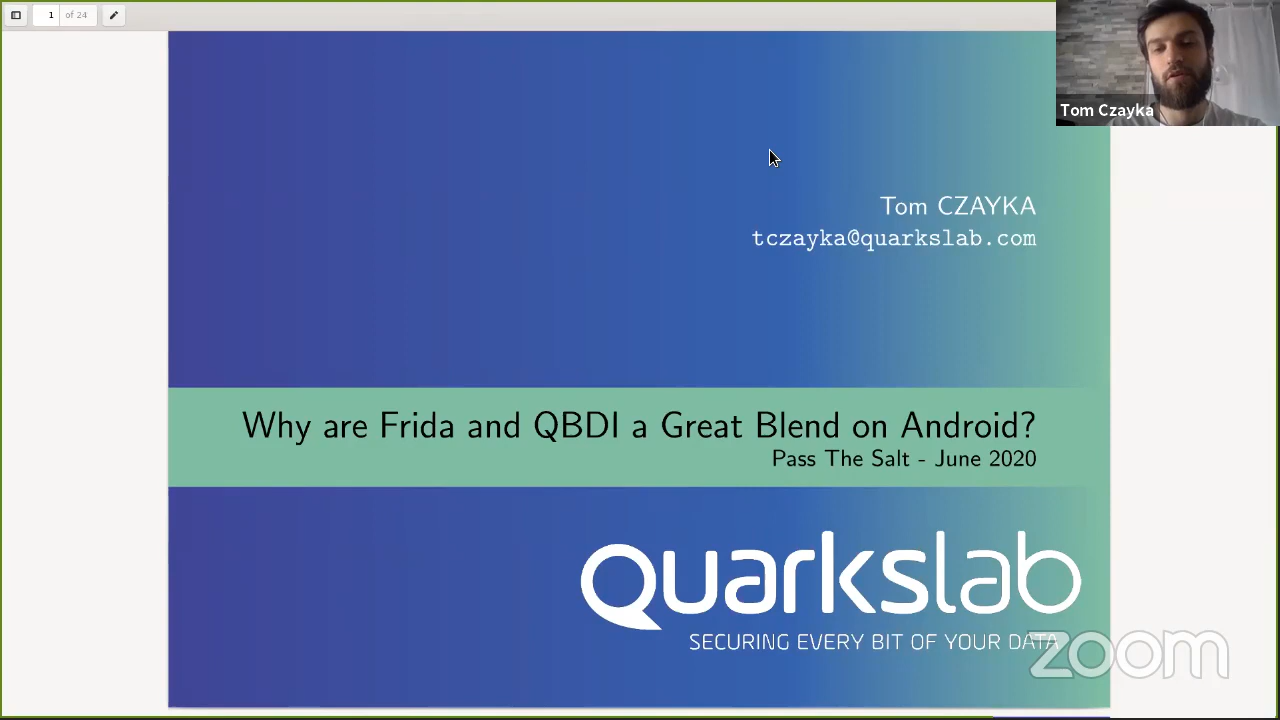 1 of 24
Tom Czayka
Tom CZAYKA
tczayka@quarkslab.com
Why are Frida and QBDI a Great Blend on Android?
Pass The Salt - June 2020
Quarkslab
SECURING EVERY BIT OF YOUR DATA
zoom